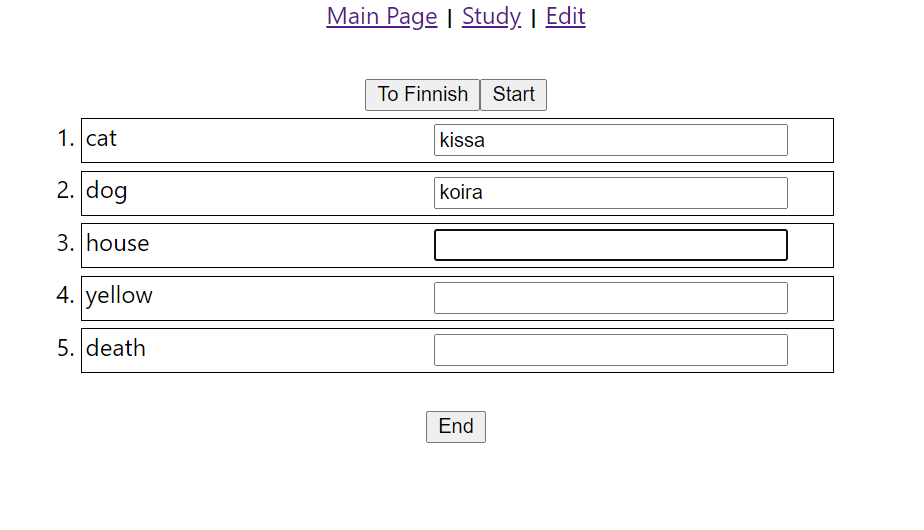 Main Page | Study | Edit
To Finnish Start
1. cat kissa
2. dog koira
3. house
4. yellow
5. death
End